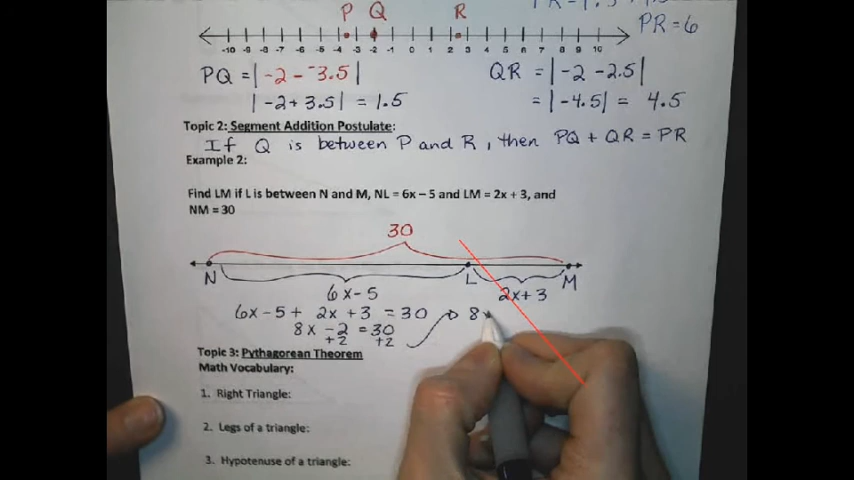 P Q R
PR = 6
-10 -9 -8 -7 -6 -5 -4 -3 -2 -1 0 1 2 3 4 5 6 7 8 9 10
PQ = |-2 - -3.5| QR = |-2 - 2.5|
|-2 + 3.5| = 1.5 = |-4.5| = 4.5
Topic 2: Segment Addition Postulate:
If Q is between P and R, then PQ + QR = PR
Example 2:
Find LM if L is between N and M, NL = 6x – 5 and LM = 2x + 3, and
NM = 30
30
N L M
6x - 5 2x + 3
6x - 5 + 2x + 3 = 30 8x
8x - 2 = 30
+2 +2
Topic 3: Pythagorean Theorem
Math Vocabulary:
1. Right Triangle:
2. Legs of a triangle:
3. Hypotenuse of a triangle: